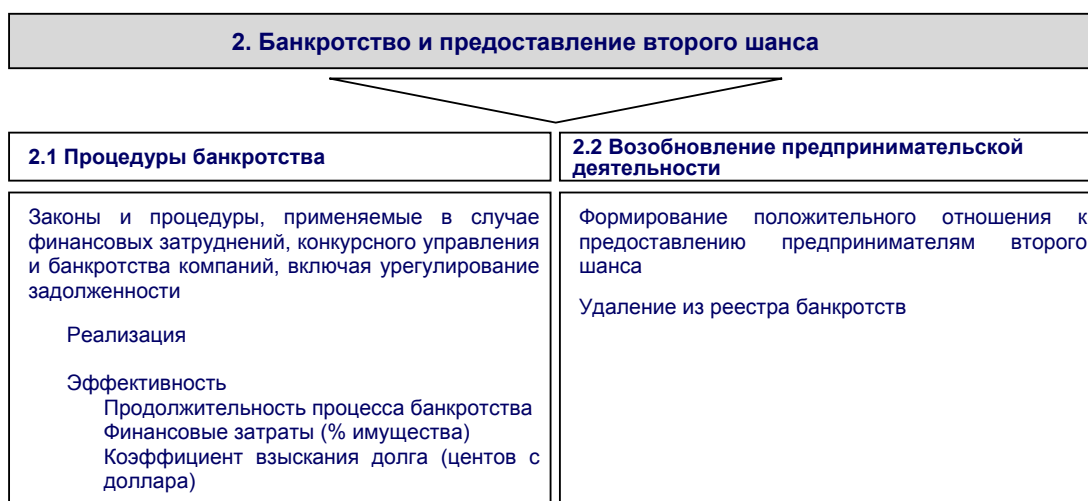 2. Банкротство и предоставление второго шанса
2.1 Процедуры банкротства
2.2 Возобновление предпринимательской
деятельности
Законы и процедуры, применяемые в случае
финансовых затруднений, конкурсного управления
и банкротства компаний, включая урегулирование
задолженности
Реализация
Эффективность
Продолжительность процесса банкротства
Финансовые затраты (% имущества)
Коэффициент взыскания долга (центов с
доллара)
Формирование положительного отношения к
предоставлению предпринимателям второго
шанса
Удаление из реестра банкротств